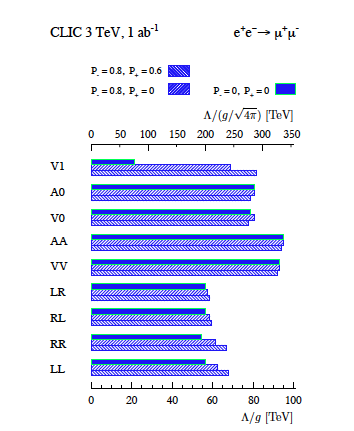 CLIC 3 TeV, 1 ab⁻¹ e⁺e⁻→ μ⁺μ⁻
P₋= 0.8, P₊= 0.6
P₋= 0.8, P₊= 0 P₋= 0, P₊= 0
Λ/(g/√4π) [TeV]
0 50 100 150 200 250 300 350
V1
A0
V0
AA
VV
LR
RL
RR
LL
0 20 40 60 80 100
Λ/g [TeV]